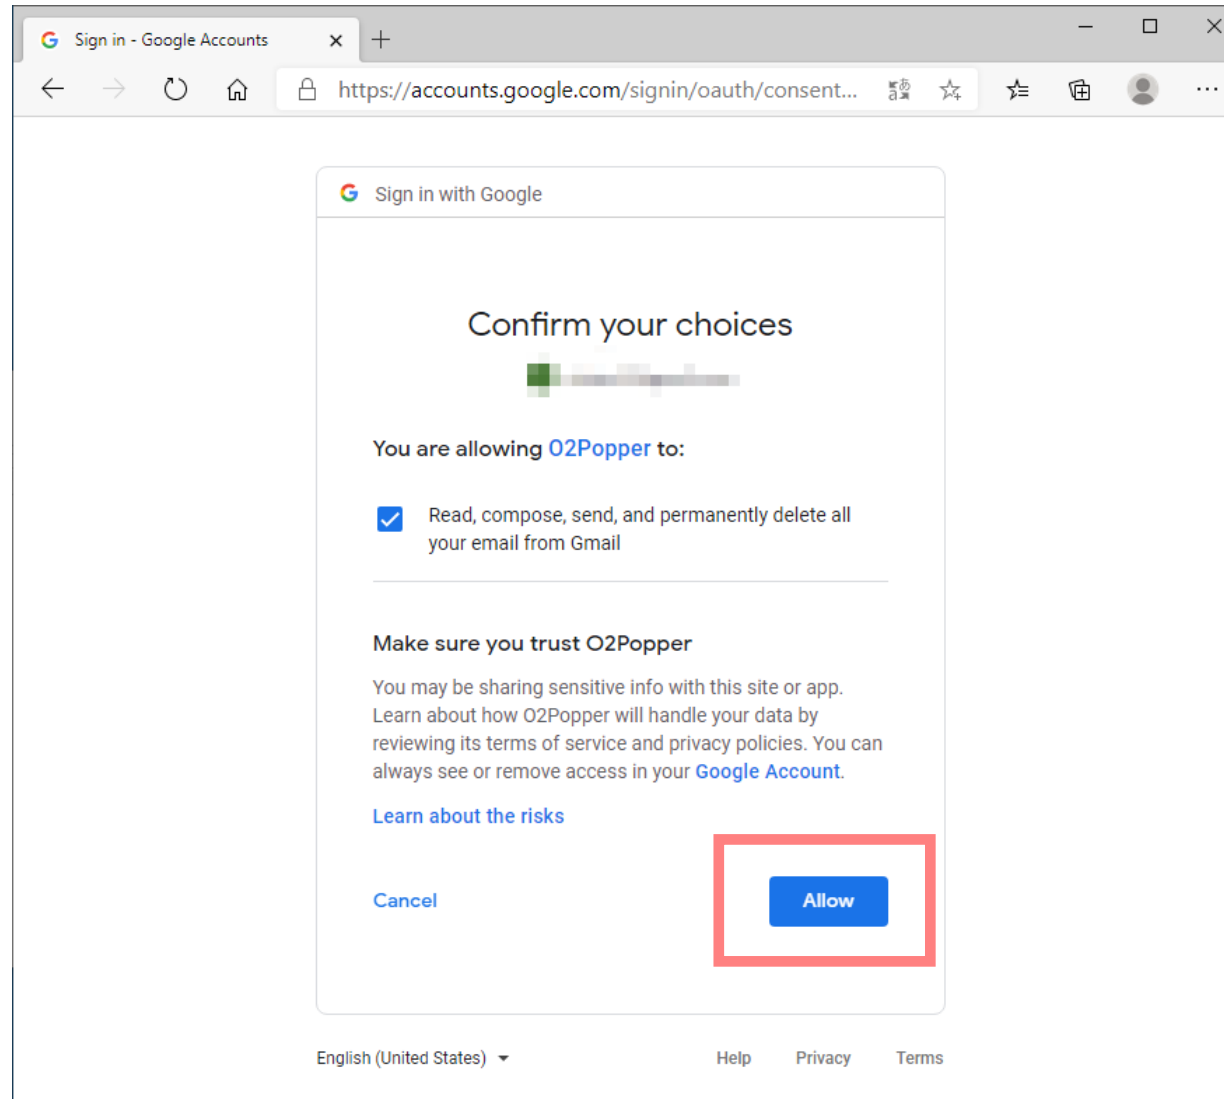 Sign in - Google Accounts
https://accounts.google.com/signin/oauth/consent...
Sign in with Google
Confirm your choices
You are allowing O2Popper to:
Read, compose, send, and permanently delete all
your email from Gmail
Make sure you trust O2Popper
You may be sharing sensitive info with this site or app.
Learn about how O2Popper will handle your data by
reviewing its terms of service and privacy policies. You can
always see or remove access in your Google Account.
Learn about the risks
Cancel
Allow
English (United States)
Help
Privacy
Terms